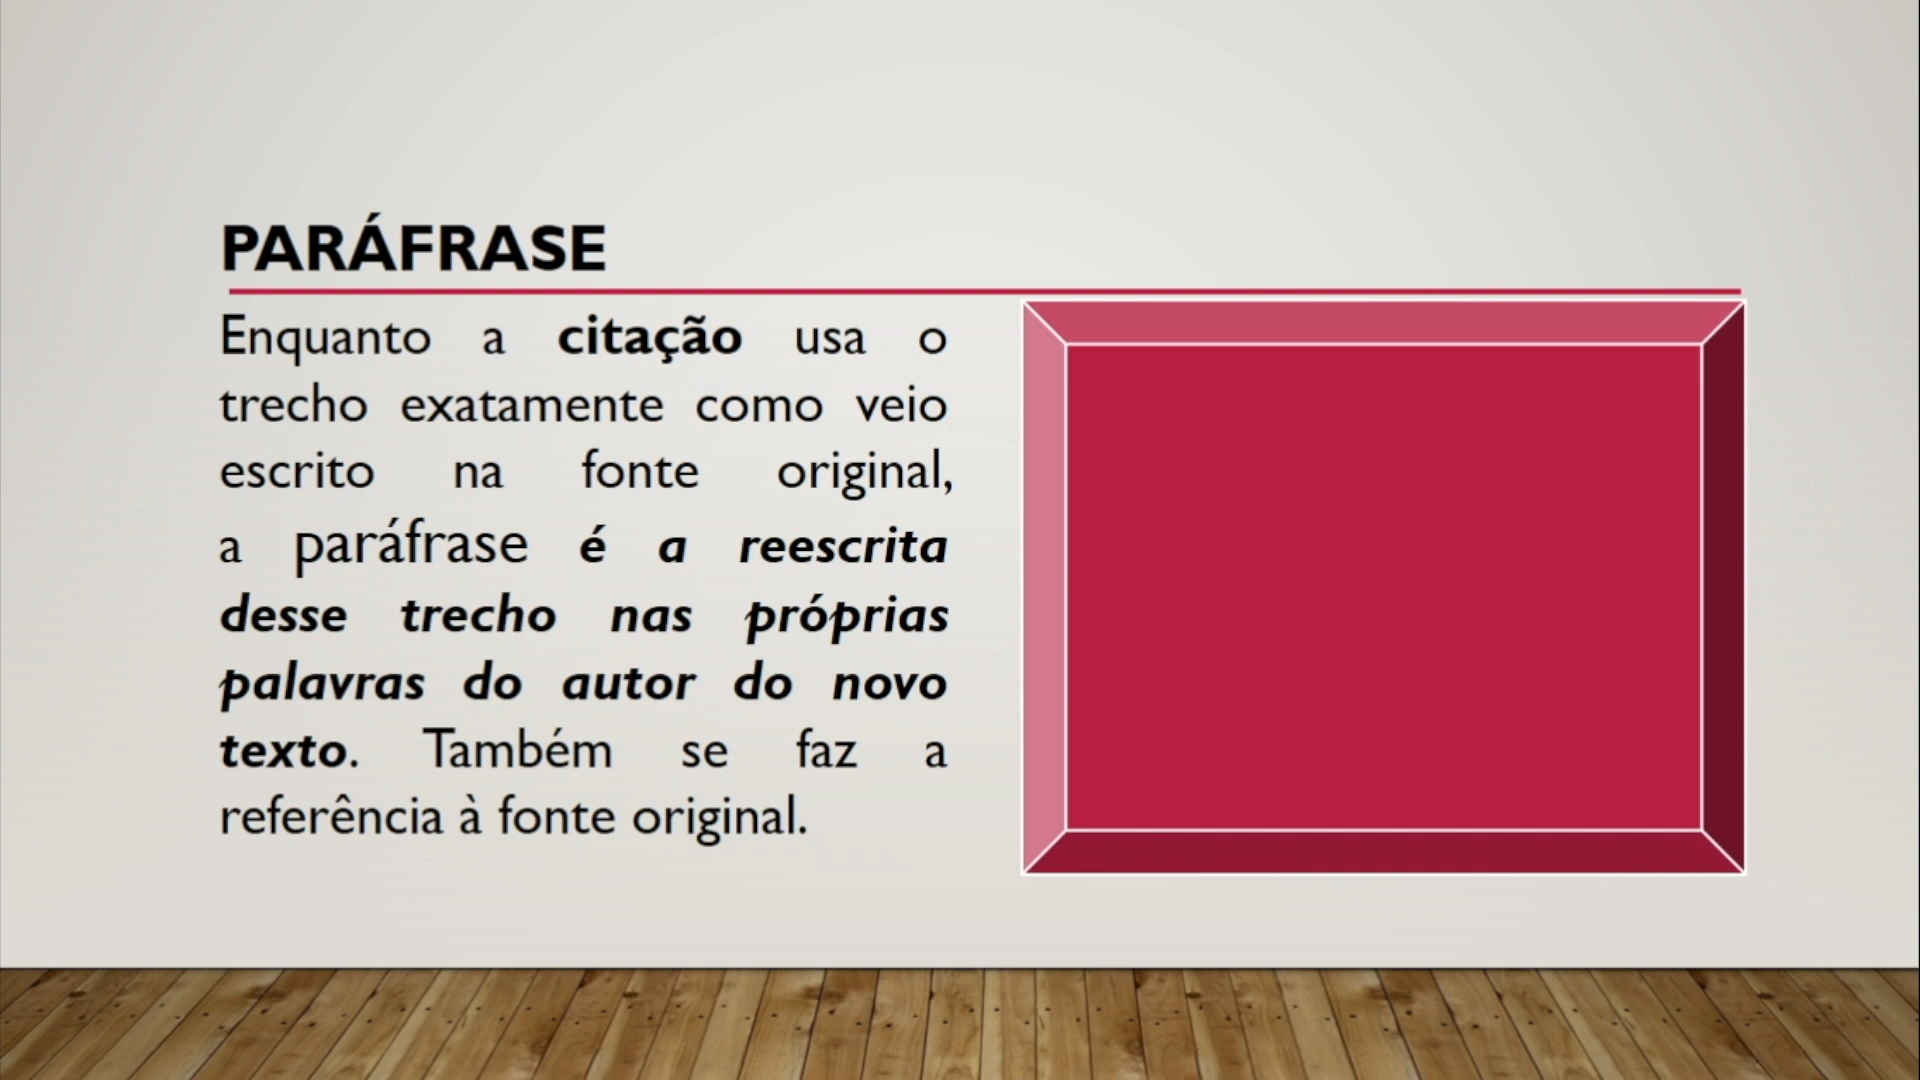 PARÁFRASE
Enquanto a citação usa o
trecho exatamente como veio
escrito na fonte original,
a paráfrase é a reescrita
desse trecho nas próprias
palavras do autor do novo
texto. Também se faz a
referência à fonte original.